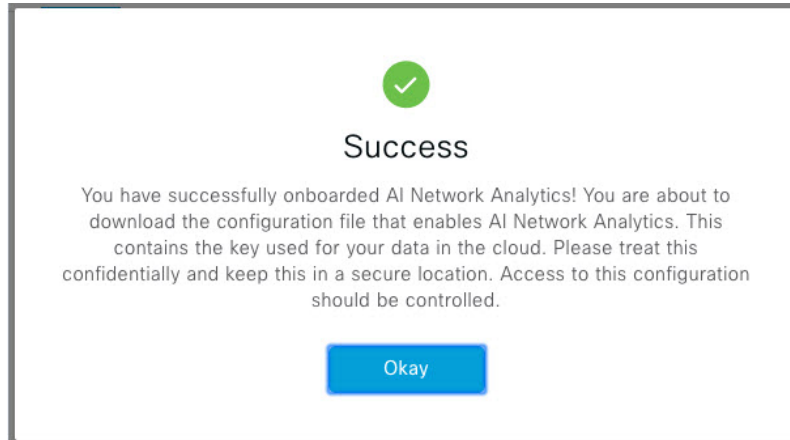 Success
You have successfully onboarded AI Network Analytics! You are about to
download the configuration file that enables AI Network Analytics. This
contains the key used for your data in the cloud. Please treat this
confidentially and keep this in a secure location. Access to this configuration
should be controlled.
Okay